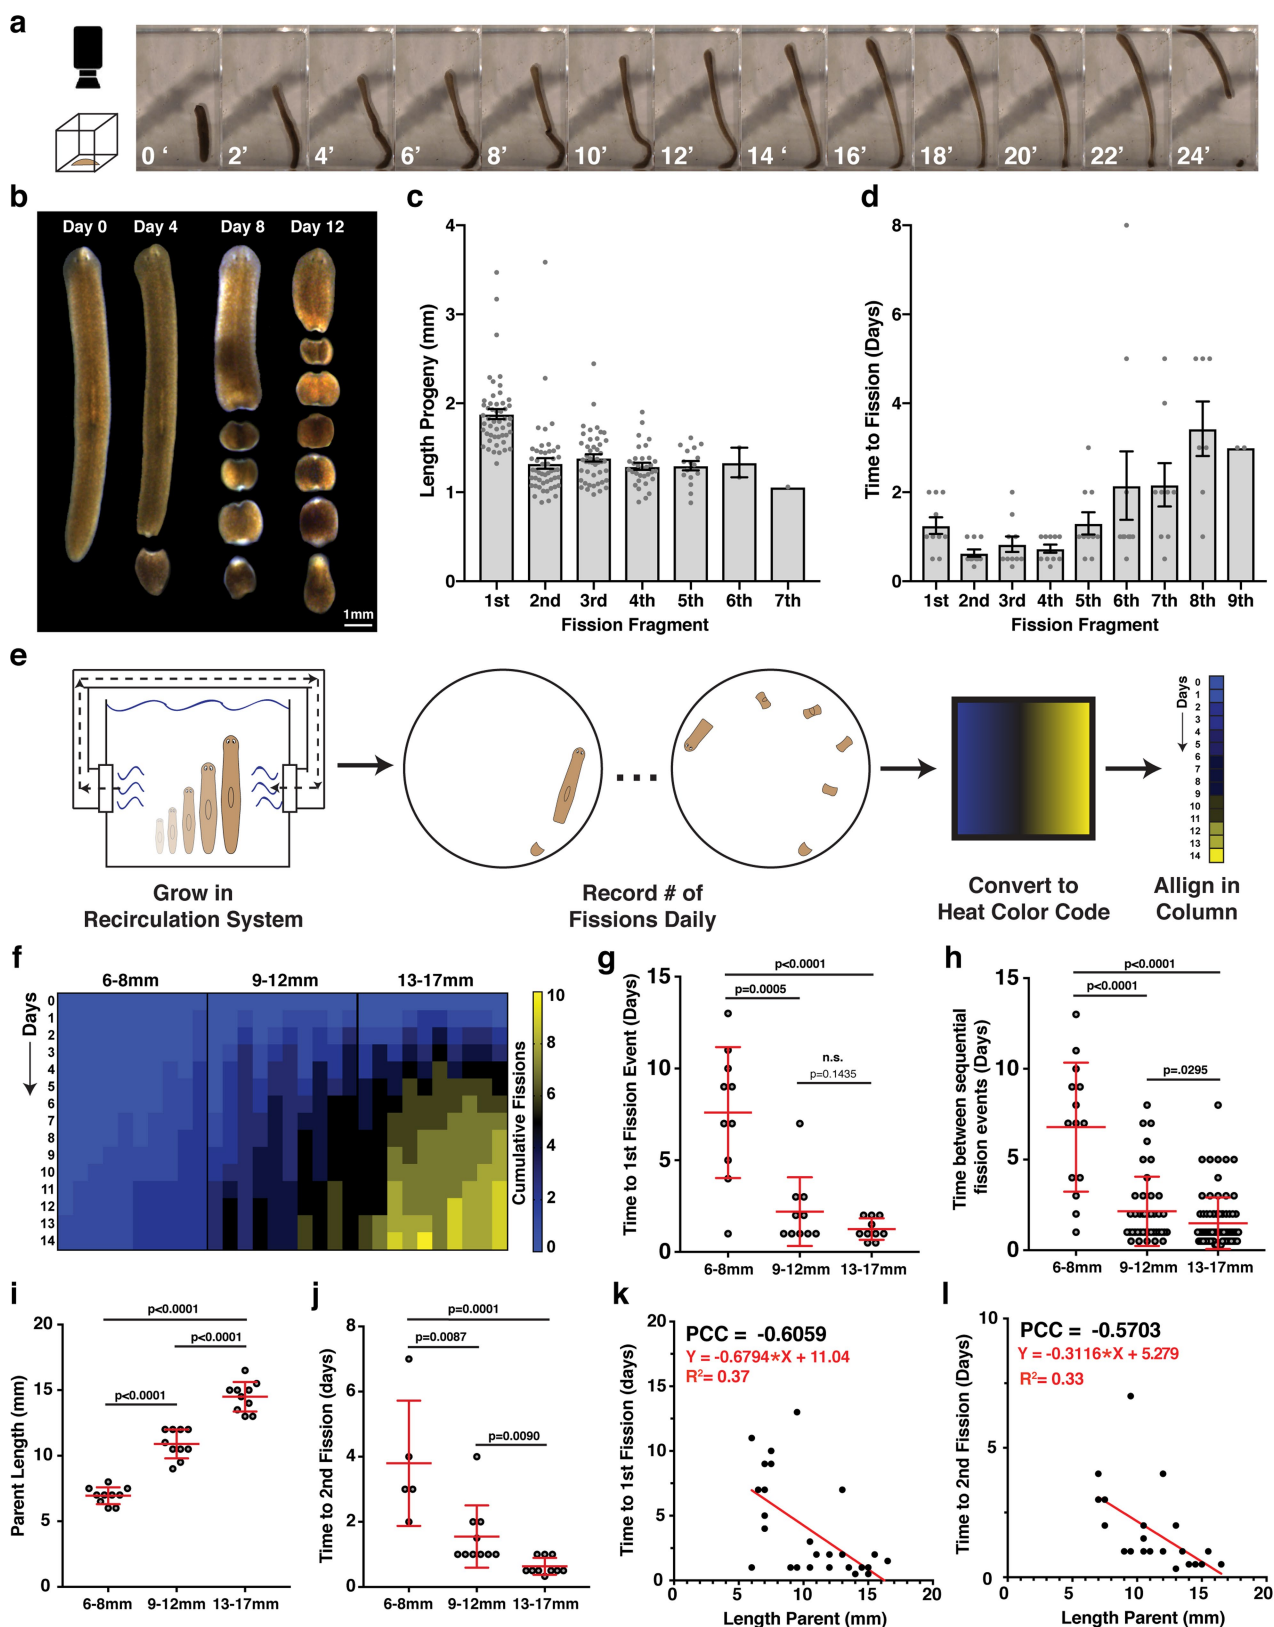 a
0 ‘ 2’ 4’ 6’ 8’ 10’ 12’ 14 ’ 16’ 18’ 20’ 22’ 24’
b
Day 0 Day 4 Day 8 Day 12
1mm
c
Length Progeny (mm)
4
3
2
1
0
1st 2nd 3rd 4th 5th 6th 7th
Fission Fragment
d
Time to Fission (Days)
8
6
4
2
0
1st 2nd 3rd 4th 5th 6th 7th 8th 9th
Fission Fragment
e
Grow in
Recirculation System
Record # of
Fissions Daily
Convert to
Heat Color Code
Allign in
Column
Days
0
1
2
3
4
5
6
7
8
9
10
11
12
13
14
f
6-8mm 9-12mm 13-17mm
Days
0
1
2
3
4
5
6
7
8
9
10
11
12
13
14
Cumulative Fissions
10
8
6
4
2
0
g
Time to 1st Fission Event (Days)
15
10
5
0
p<0.0001
p=0.0005
n.s.
p=0.1435
6-8mm 9-12mm 13-17mm
h
Time between sequential
fission events (Days)
15
10
5
0
p<0.0001
p<0.0001
p=.0295
6-8mm 9-12mm 13-17mm
i
Parent Length (mm)
20
15
10
5
0
p<0.0001
p<0.0001
p<0.0001
6-8mm 9-12mm 13-17mm
j
Time to 2nd Fission (days)
8
6
4
2
0
p=0.0001
p=0.0087
p=0.0090
6-8mm 9-12mm 13-17mm
k
Time to 1st Fission (days)
20
15
10
5
0
PCC = -0.6059
Y = -0.6794*X + 11.04
R²= 0.37
0 5 10 15 20
Length Parent (mm)
l
Time to 2nd Fission (Days)
10
5
0
PCC = -0.5703
Y = -0.3116*X + 5.279
R²= 0.33
0 5 10 15 20
Length Parent (mm)